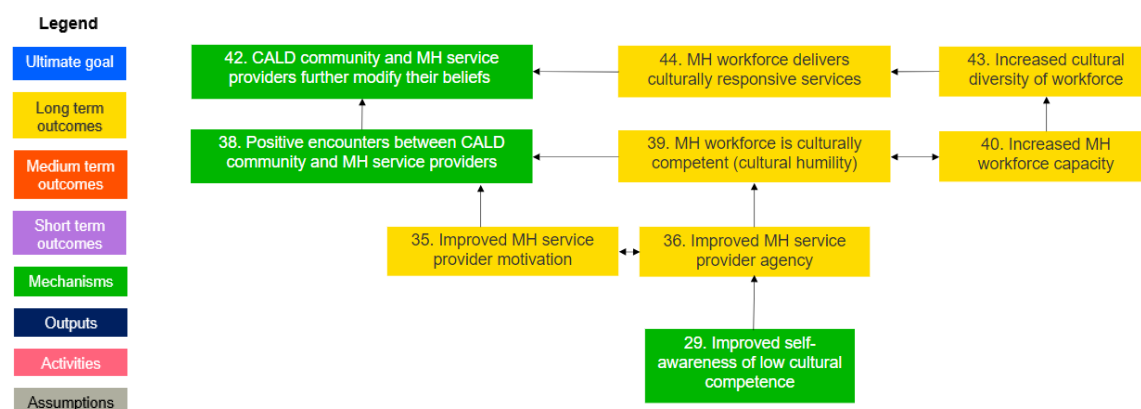 Legend
Ultimate goal
Long term
outcomes
Medium term
outcomes
Short term
outcomes
Mechanisms
Outputs
Activities
Assumptions
42. CALD community and MH service
providers further modify their beliefs
44. MH workforce delivers
culturally responsive services
43. Increased cultural
diversity of workforce
38. Positive encounters between CALD
community and MH service providers
39. MH workforce is culturally
competent (cultural humility)
40. Increased MH
workforce capacity
35. Improved MH service
provider motivation
36. Improved MH service
provider agency
29. Improved self-
awareness of low cultural
competence